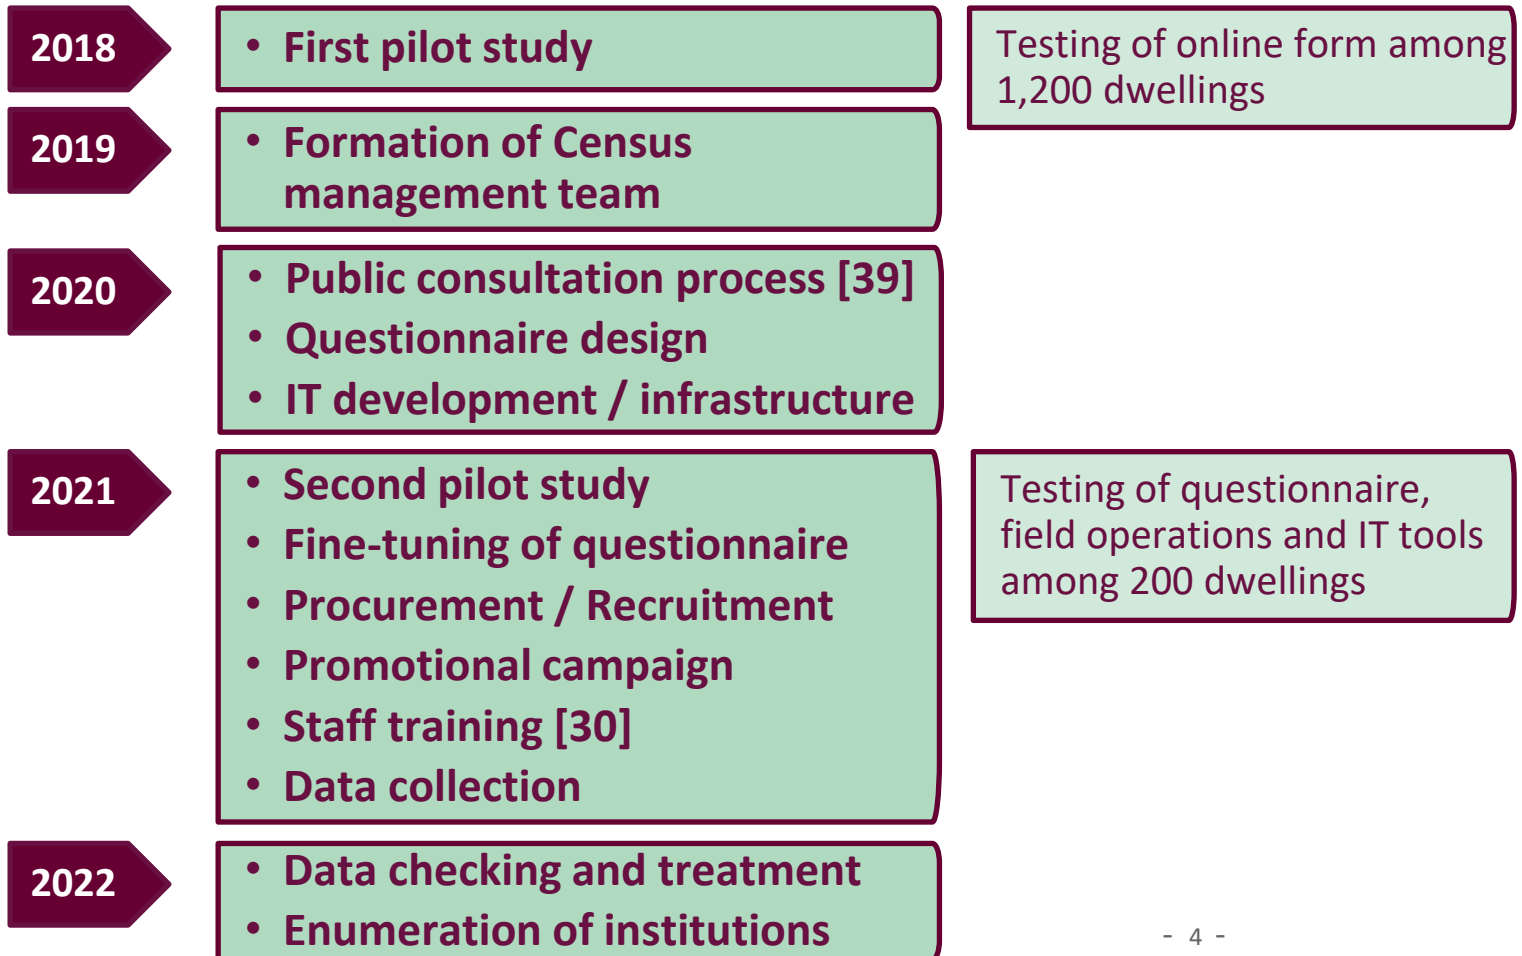 2018
• First pilot study
Testing of online form among
1,200 dwellings
2019
• Formation of Census
management team
2020
• Public consultation process [39]
• Questionnaire design
• IT development / infrastructure
2021
• Second pilot study
• Fine-tuning of questionnaire
• Procurement / Recruitment
• Promotional campaign
• Staff training [30]
• Data collection
Testing of questionnaire,
field operations and IT tools
among 200 dwellings
2022
• Data checking and treatment
• Enumeration of institutions
- 4 -